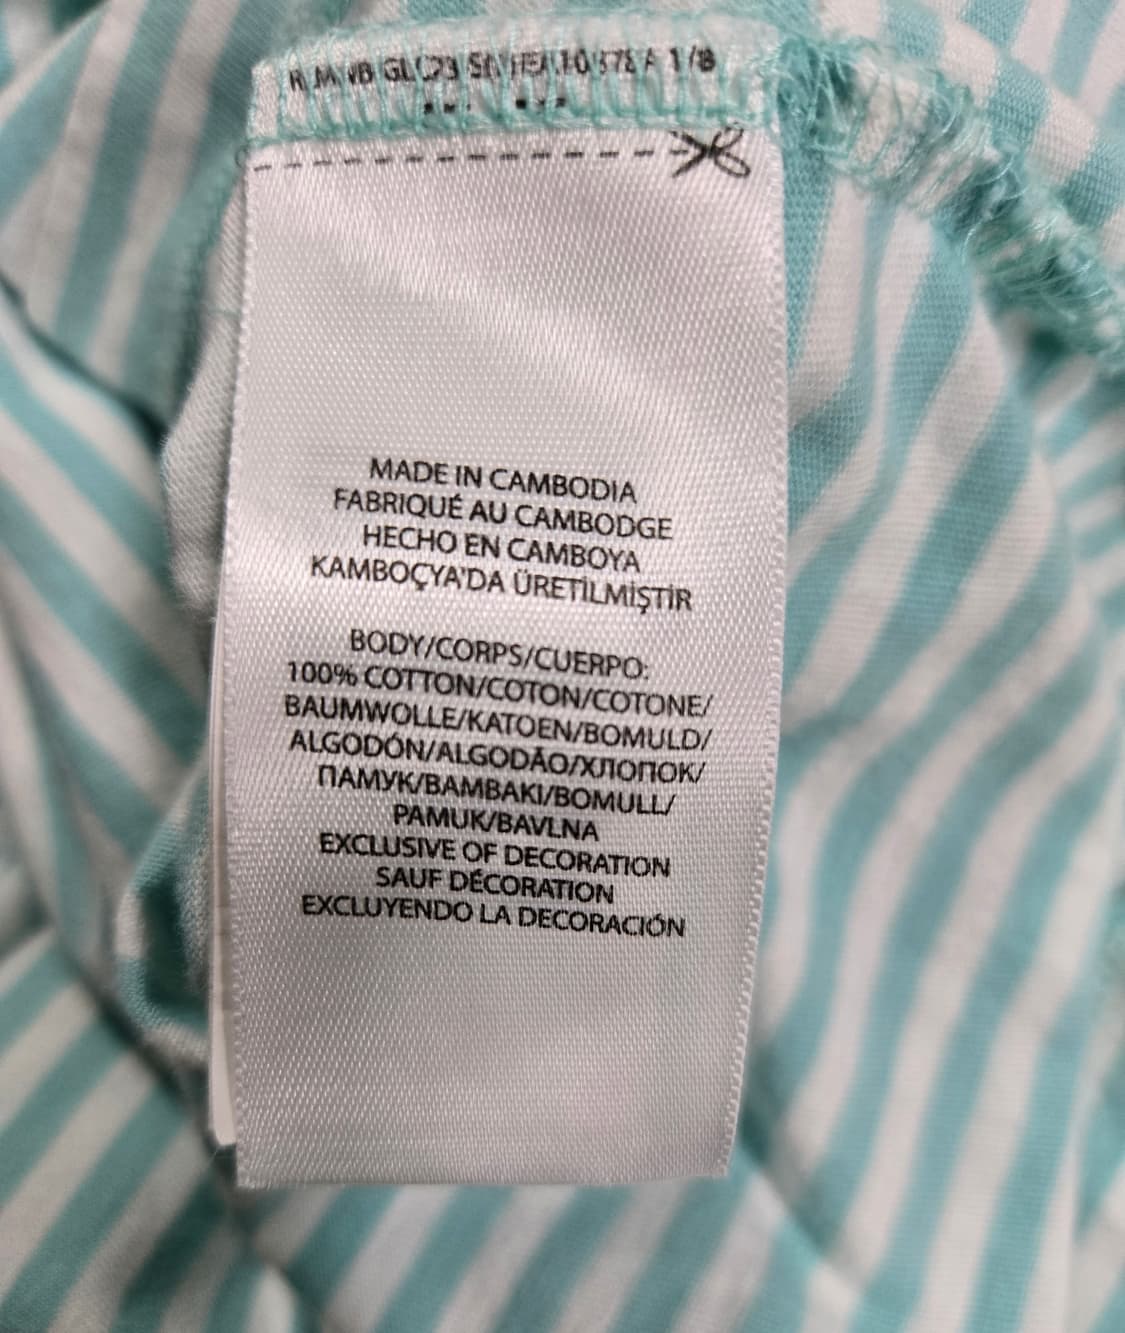 1/8
MADE IN CAMBODIA
FABRIQUÉ AU CAMBODGE
HECHO EN CAMBOYA
KAMBOÇYA'DA ÜRETİLMİŞTİR
BODY/CORPS/CUERPO:
100% COTTON/COTON/COTONE/
BAUMWOLLE/KATOEN/BOMULD/
ALGODÓN/ALGODÃO/ХЛОПОК/
ПАМУК/BAMBAKI/BOMULL/
PAMUK/BAVLNA
EXCLUSIVE OF DECORATION
SAUF DÉCORATION
EXCLUYENDO LA DECORACIÓN